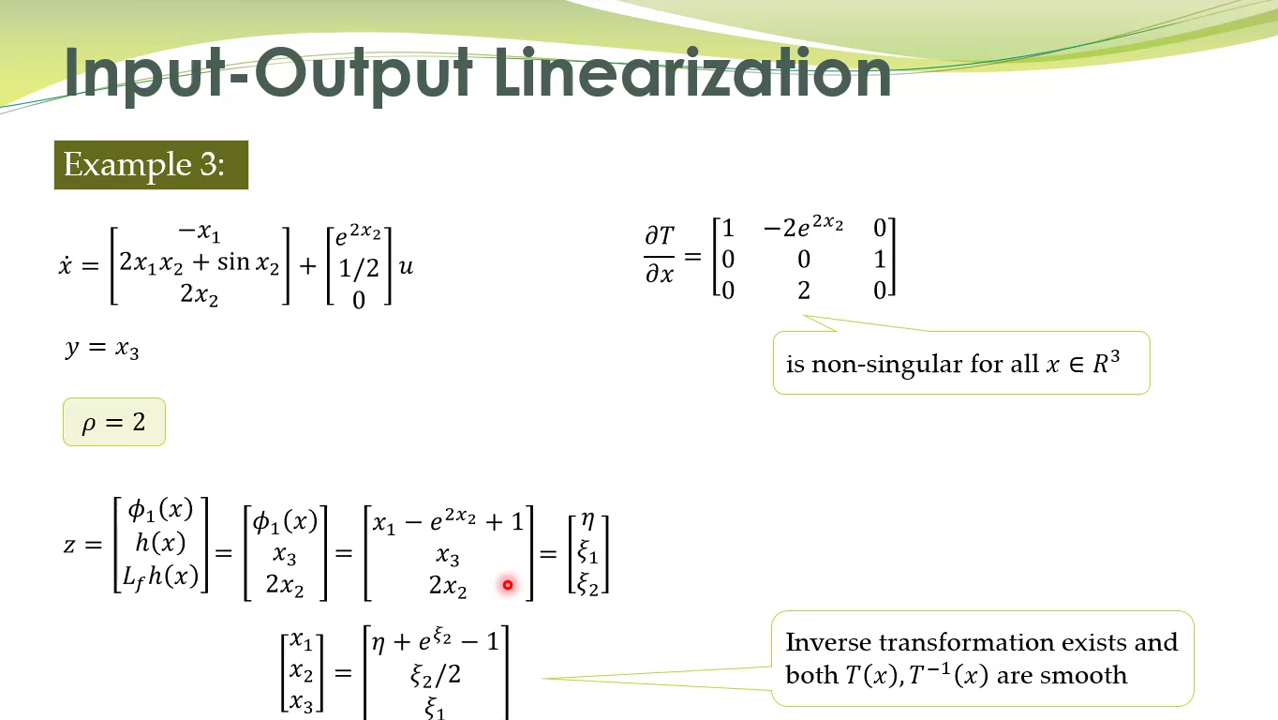 Input-Output Linearization
Example 3:
ẋ = [−x₁; 2x₁x₂ + sin x₂; 2x₂] + [e^{2x₂}; 1/2; 0] u
∂T/∂x = [1 −2e^{2x₂} 0; 0 0 1; 0 2 0]
y = x₃
is non-singular for all x ∈ R³
ρ = 2
z = [ϕ₁(x); h(x); L_f h(x)] = [ϕ₁(x); x₃; 2x₂] = [x₁ − e^{2x₂} + 1; x₃; 2x₂] = [η; ξ₁; ξ₂]
[x₁; x₂; x₃] = [η + e^{ξ₂} − 1; ξ₂/2; ξ₁]
Inverse transformation exists and
both T(x), T⁻¹(x) are smooth